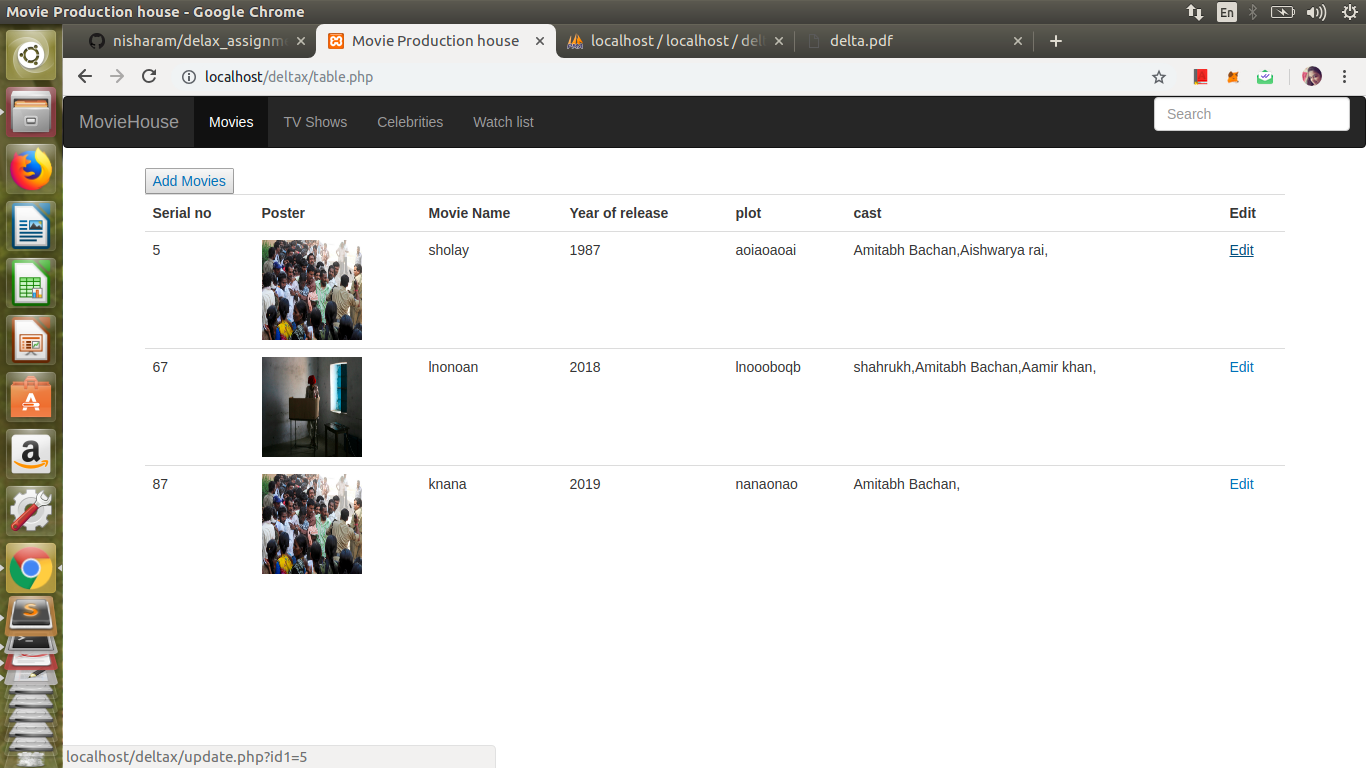 Movie Production house - Google Chrome
En
nisharam/delax_assignm
Movie Production house
localhost / localhost / del
delta.pdf
localhost/deltax/table.php
MovieHouse Movies TV Shows Celebrities Watch list Search
Add Movies
Serial no Poster Movie Name Year of release plot cast Edit
5 sholay 1987 aoiaoaoai Amitabh Bachan,Aishwarya rai, Edit
67 lnonoan 2018 lnoooboqb shahrukh,Amitabh Bachan,Aamir khan, Edit
87 knana 2019 nanaonao Amitabh Bachan, Edit
localhost/deltax/update.php?id1=5